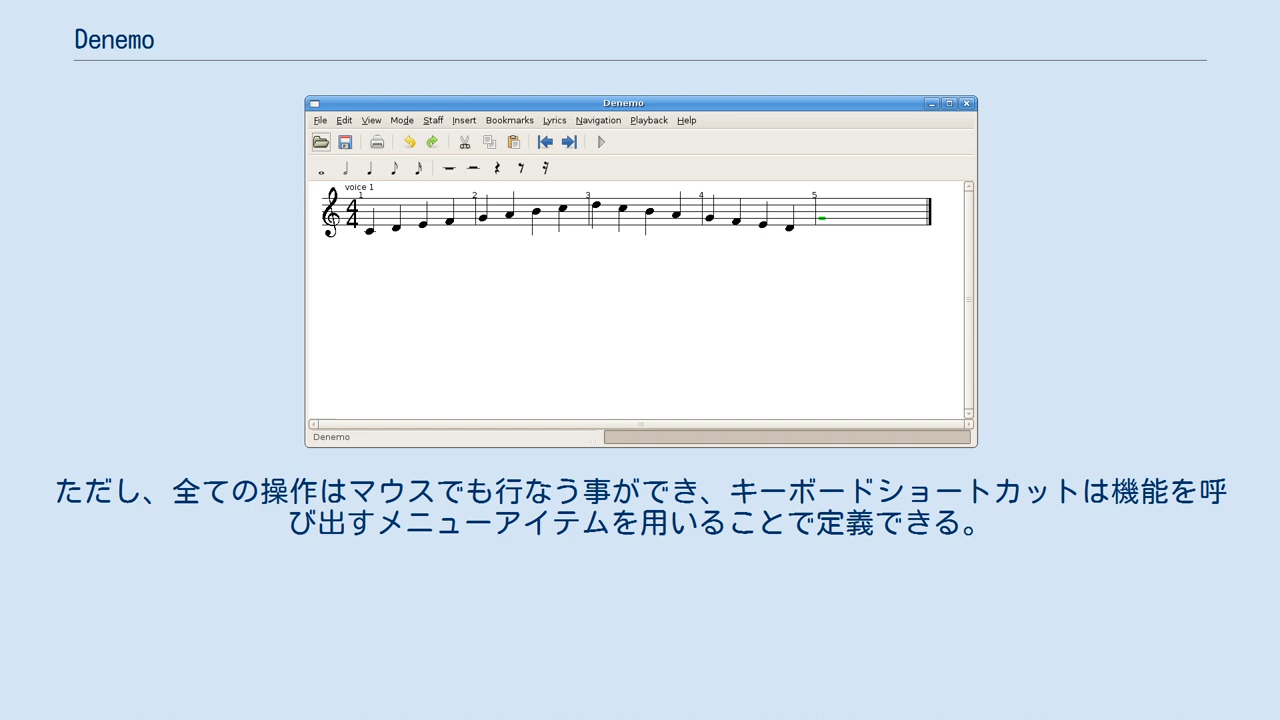 Denemo
Denemo
File Edit View Mode Staff Insert Bookmarks Lyrics Navigation Playback Help
voice 1
1 2 3 4 5
4
4
Denemo
ただし、全ての操作はマウスでも行なう事ができ、キーボードショートカットは機能を呼
び出すメニューアイテムを用いることで定義できる。